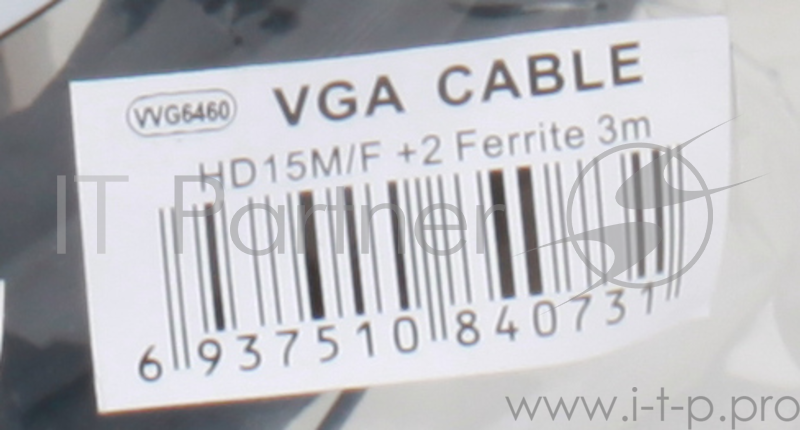 VVG6460 VGA CABLE
HD15M/F +2 Ferrite 3m
IT Partner
6 937510 840731
www.i-t-p.pro